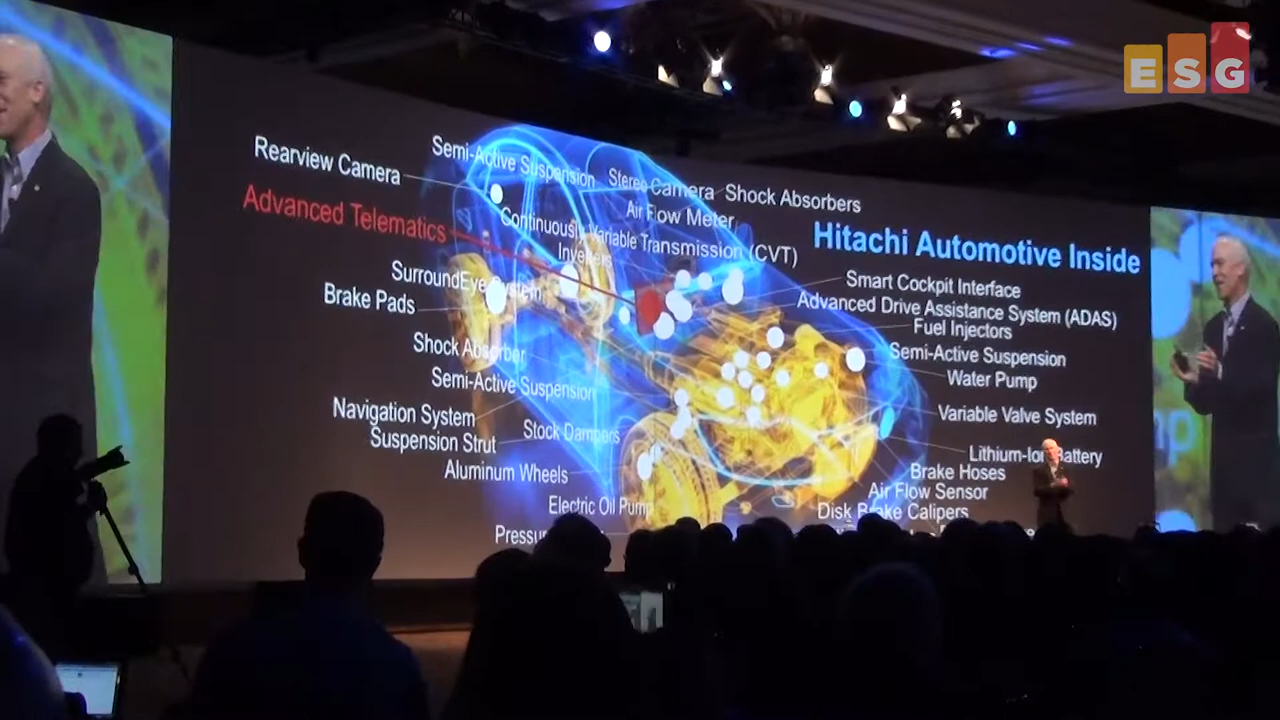 ESG
Rearview Camera
Semi-Active Suspension
Stereo Camera
Shock Absorbers
Advanced Telematics
Air Flow Meter
Continuously Variable Transmission (CVT)
Inverters
Hitachi Automotive Inside
SurroundEye System
Smart Cockpit Interface
Brake Pads
Advanced Drive Assistance System (ADAS)
Fuel Injectors
Shock Absorber
Semi-Active Suspension
Semi-Active Suspension
Water Pump
Navigation System
Variable Valve System
Suspension Strut
Stock Dampers
Lithium-Ion Battery
Aluminum Wheels
Brake Hoses
Air Flow Sensor
Electric Oil Pump
Disk Brake Calipers